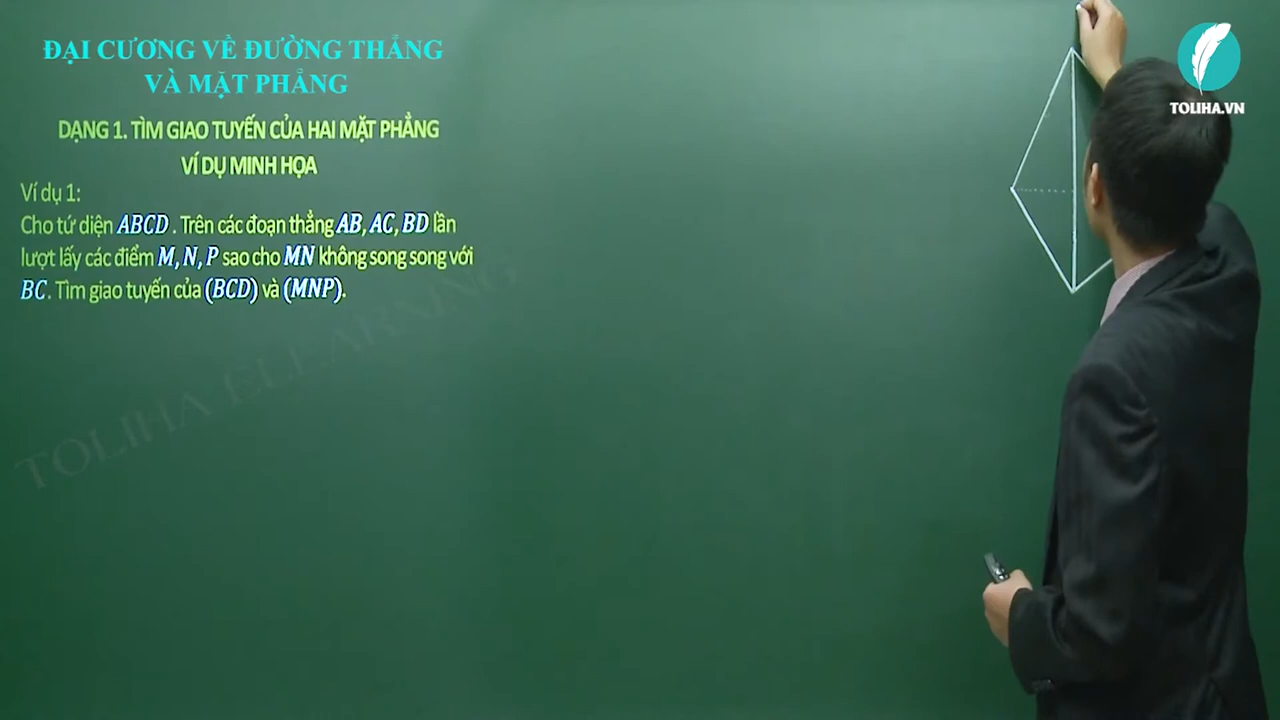 ĐẠI CƯƠNG VỀ ĐƯỜNG THẲNG
VÀ MẶT PHẲNG
DẠNG 1. TÌM GIAO TUYẾN CỦA HAI MẶT PHẲNG
VÍ DỤ MINH HỌA
Ví dụ 1:
Cho tứ diện ABCD . Trên các đoạn thẳng AB, AC, BD lần
lượt lấy các điểm M, N, P sao cho MN không song song với
BC. Tìm giao tuyến của (BCD) và (MNP).
TOLIHA.VN
TOLIHA ELEARNING